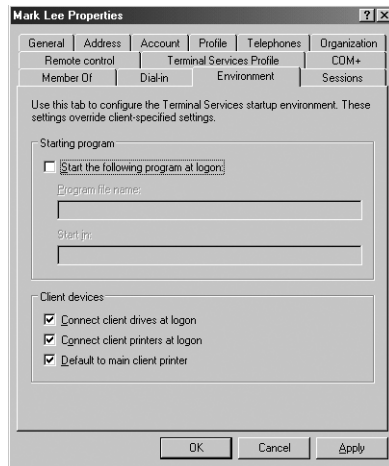 Mark Lee Properties
General Address Account Profile Telephones Organization
Remote control Terminal Services Profile COM+
Member Of Dial-in Environment Sessions
Use this tab to configure the Terminal Services startup environment. These
settings override client-specified settings.
Starting program
Start the following program at logon:
Program file name:
Start in:
Client devices
Connect client drives at logon
Connect client printers at logon
Default to main client printer
OK Cancel Apply